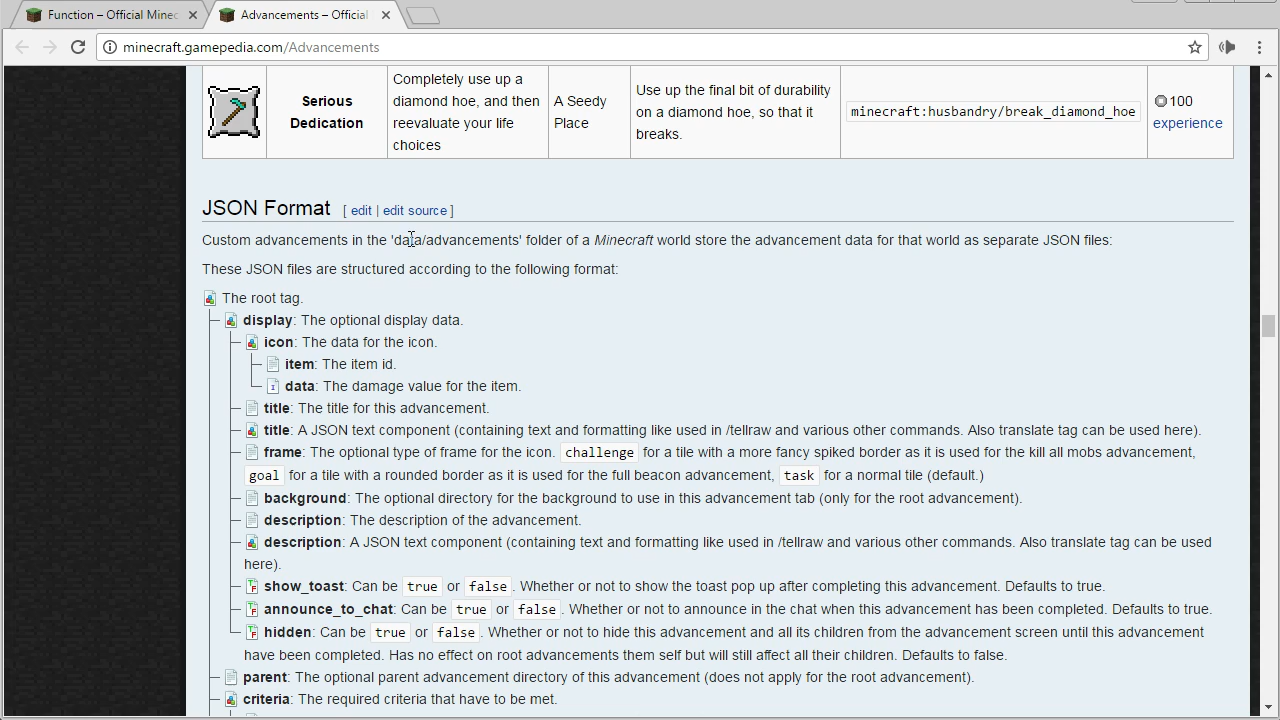 Function – Official Minec
Advancements – Official
minecraft.gamepedia.com/Advancements
Serious
Dedication
Completely use up a
diamond hoe, and then
reevaluate your life
choices
A Seedy
Place
Use up the final bit of durability
on a diamond hoe, so that it
breaks.
minecraft:husbandry/break_diamond_hoe
100
experience
JSON Format [ edit | edit source ]
Custom advancements in the 'data/advancements' folder of a Minecraft world store the advancement data for that world as separate JSON files:
These JSON files are structured according to the following format:
The root tag.
display: The optional display data.
icon: The data for the icon.
item: The item id.
data: The damage value for the item.
title: The title for this advancement.
title: A JSON text component (containing text and formatting like used in /tellraw and various other commands. Also translate tag can be used here).
frame: The optional type of frame for the icon. challenge for a tile with a more fancy spiked border as it is used for the kill all mobs advancement,
goal for a tile with a rounded border as it is used for the full beacon advancement, task for a normal tile (default.)
background: The optional directory for the background to use in this advancement tab (only for the root advancement).
description: The description of the advancement.
description: A JSON text component (containing text and formatting like used in /tellraw and various other commands. Also translate tag can be used
here).
show_toast: Can be true or false. Whether or not to show the toast pop up after completing this advancement. Defaults to true.
announce_to_chat: Can be true or false. Whether or not to announce in the chat when this advancement has been completed. Defaults to true.
hidden: Can be true or false. Whether or not to hide this advancement and all its children from the advancement screen until this advancement
have been completed. Has no effect on root advancements them self but will still affect all their children. Defaults to false.
parent: The optional parent advancement directory of this advancement (does not apply for the root advancement).
criteria: The required criteria that have to be met.